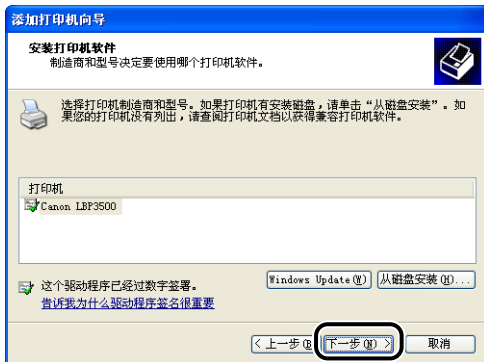 添加打印机向导
安装打印机软件
制造商和型号决定要使用哪个打印机软件。
选择打印机制造商和型号。如果打印机有安装磁盘，请单击“从磁盘安装”。如
果您的打印机没有列出，请查阅打印机文档以获得兼容打印机软件。
打印机
Canon LBP3500
这个驱动程序已经过数字签署。
告诉我为什么驱动程序签名很重要
Windows Update(W)
从磁盘安装(H)...
< 上一步(B
下一步(N) >
取消